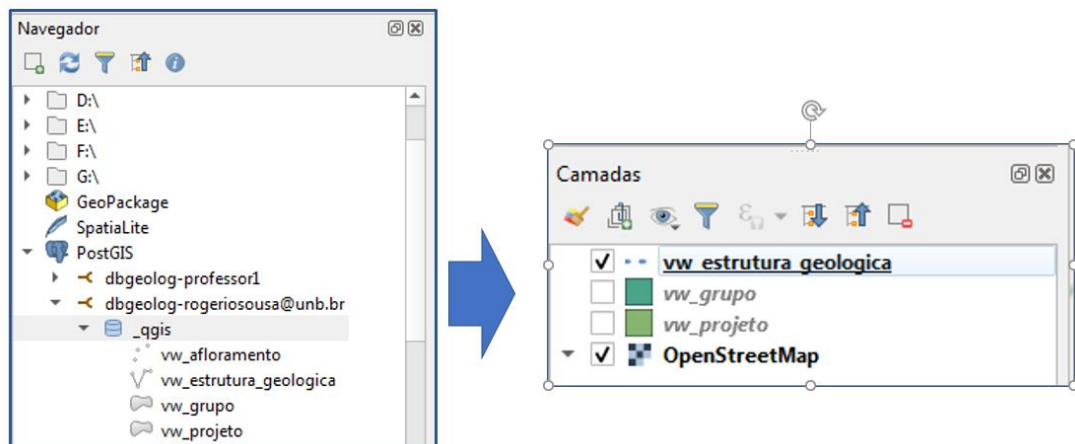 Navegador
D:\
E:\
F:\
G:\
GeoPackage
SpatiaLite
PostGIS
dbgeolog-professor1
dbgeolog-rogeriosousa@unb.br
_qgis
vw_afloramento
vw_estrutura_geologica
vw_grupo
vw_projeto
Camadas
vw_estrutura_geologica
vw_grupo
vw_projeto
OpenStreetMap